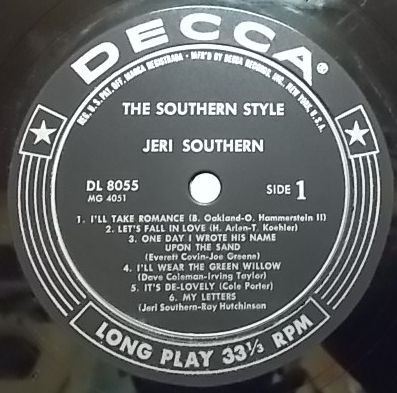 DECCA®
REG. U.S. PAT. OFF. MARCA REGISTRADA • MFR'D BY DECCA RECORDS, INC., NEW YORK, U.S.A.
THE SOUTHERN STYLE
JERI SOUTHERN
DL 8055
MG 4051
SIDE 1
1. I'LL TAKE ROMANCE (B. Oakland-O. Hammerstein II)
2. LET'S FALL IN LOVE (H. Arlen-T. Koehler)
3. ONE DAY I WROTE HIS NAME
UPON THE SAND
(Everett Covin-Joe Greene)
4. I'LL WEAR THE GREEN WILLOW
(Dave Coleman-Irving Taylor)
5. IT'S DE-LOVELY (Cole Porter)
6. MY LETTERS
(Jeri Southern-Ray Hutchinson
LONG PLAY 33⅓ RPM